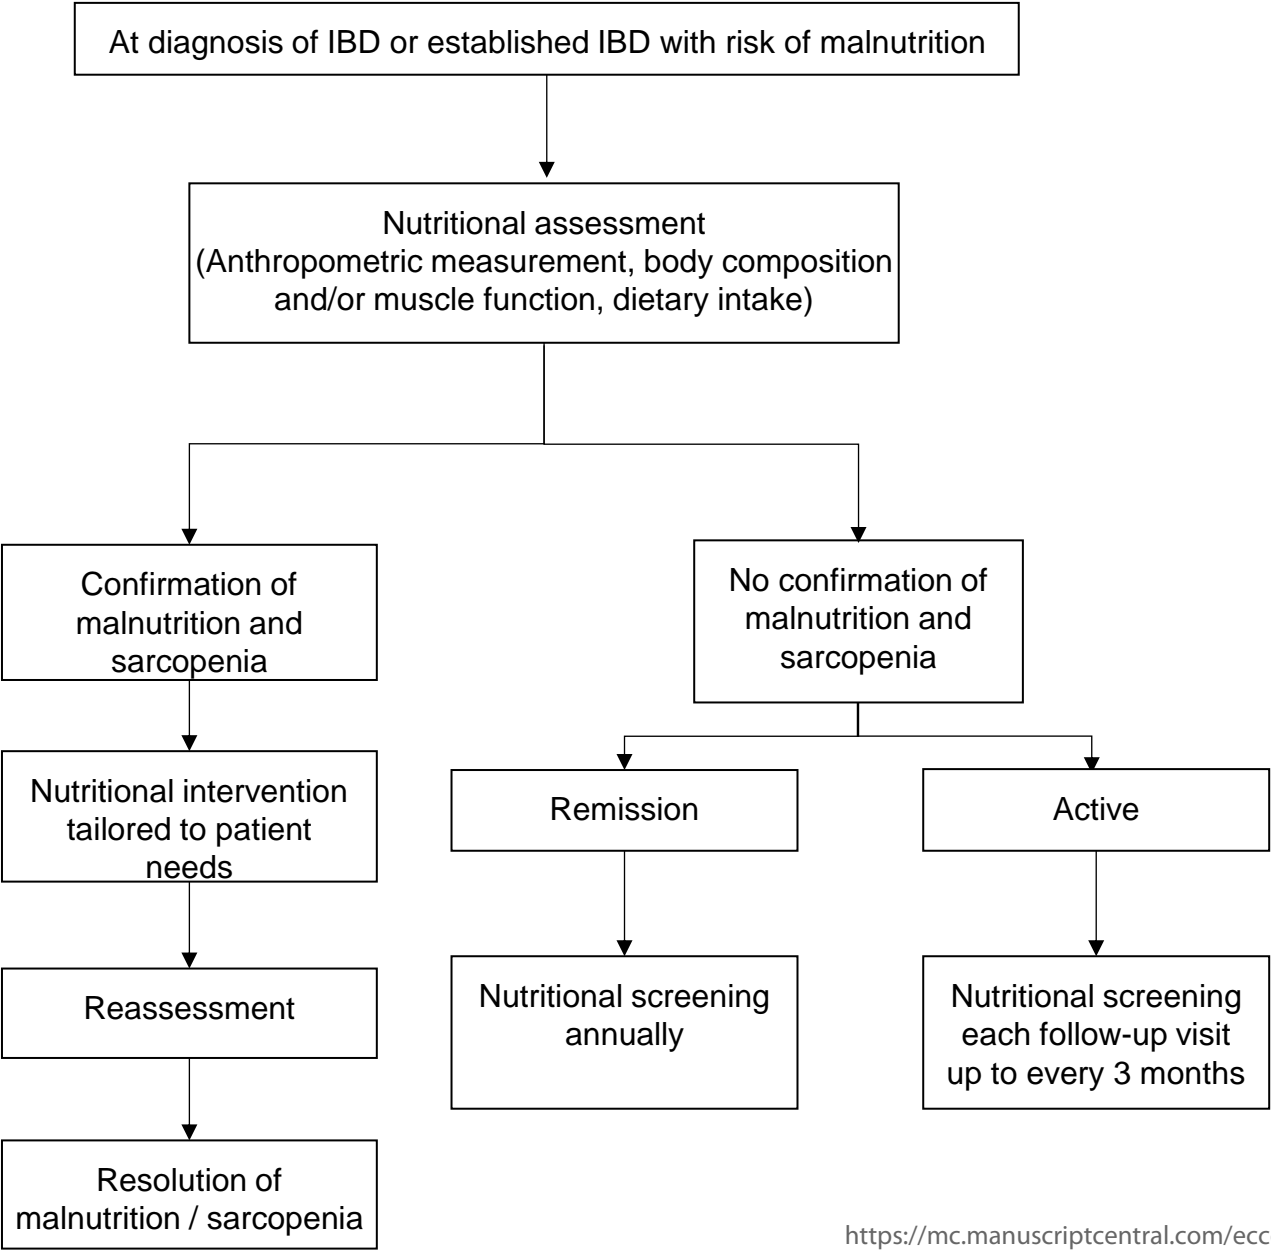 At diagnosis of IBD or established IBD with risk of malnutrition
Nutritional assessment
(Anthropometric measurement, body composition
and/or muscle function, dietary intake)
Confirmation of
malnutrition and
sarcopenia
No confirmation of
malnutrition and
sarcopenia
Nutritional intervention
tailored to patient
needs
Remission
Active
Reassessment
Nutritional screening
annually
Nutritional screening
each follow-up visit
up to every 3 months
Resolution of
malnutrition / sarcopenia
https://mc.manuscriptcentral.com/ecc